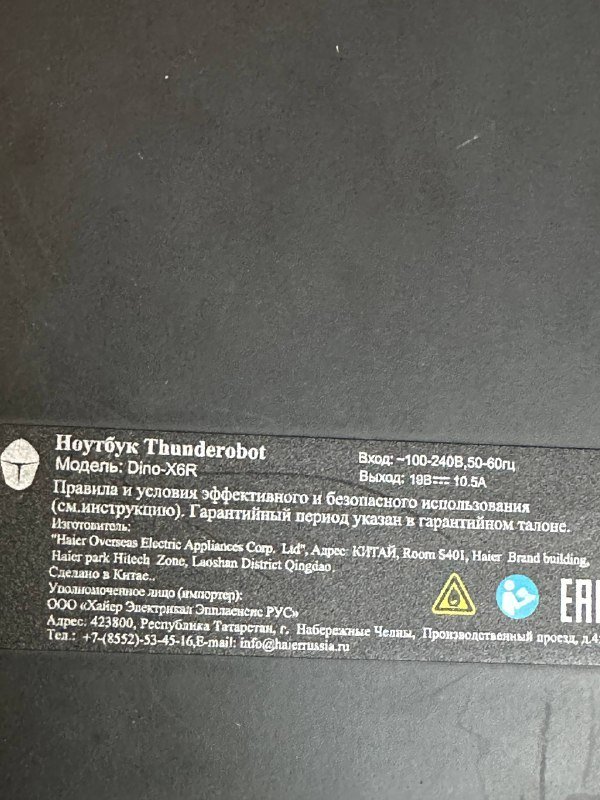 Ноутбук Thunderobot
Модель: Dino-X6R
Вход: ~100-240В,50-60гц
Выход: 19В 10.5А
Правила и условия эффективного и безопасного использования
(см.инструкцию). Гарантийный период указан в гарантийном талоне.
Изготовитель:
"Haier Overseas Electric Appliances Corp. Ltd", Адрес: КИТАЙ, Room S401, Haier Brand building,
Haier park Hitech Zone, Laoshan District Qingdao
Сделано в Китае..
Уполномоченное лицо (импортер):
ООО «Хайер Электрикал Эпплаенсис РУС»
Адрес: 423800, Республика Татарстан, г. Набережные Челны, Производственный проезд, д.4
Тел.: +7-(8552)-53-45-16,E-mail: info@haierrussia.ru
EAC